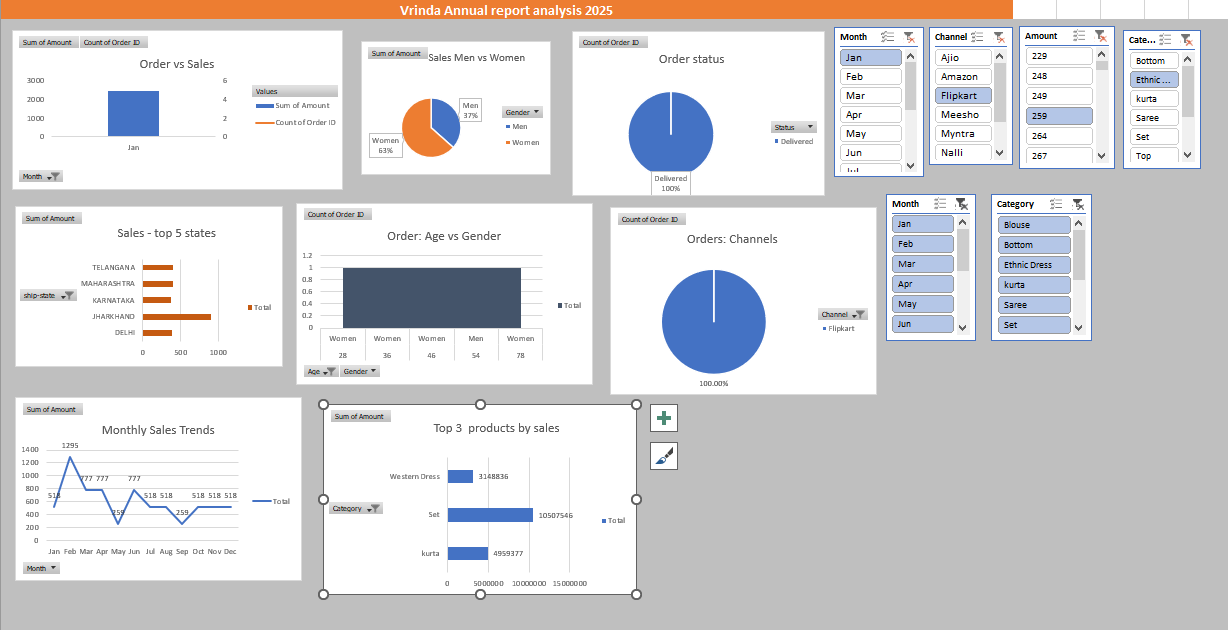 Vrinda Annual report analysis 2025
Sum of Amount Count of Order ID
Order vs Sales
3000
2000
1000
0
6
4
2
0
Jan
Values
Sum of Amount
Count of Order ID
Month
Sum of Amount
Sales Men vs Women
Men
37%
Women
63%
Gender
Men
Women
Count of Order ID
Order status
Delivered
100%
Status
Delivered
Month
Jan
Feb
Mar
Apr
May
Jun
Jul
Channel
Ajio
Amazon
Flipkart
Meesho
Myntra
Nalli
Amount
229
248
249
259
264
267
Cate...
Bottom
Ethnic ...
kurta
Saree
Set
Top
Sum of Amount
Sales - top 5 states
ship-state
TELANGANA
MAHARASHTRA
KARNATAKA
JHARKHAND
DELHI
0 500 1000
Total
Count of Order ID
Order: Age vs Gender
1.2
1
0.8
0.6
0.4
0.2
0
Women Women Women Men Women
28 36 46 54 78
Total
Age Gender
Count of Order ID
Orders: Channels
100.00%
Channel
Flipkart
Month
Jan
Feb
Mar
Apr
May
Jun
Category
Blouse
Bottom
Ethnic Dress
kurta
Saree
Set
Sum of Amount
Monthly Sales Trends
1400
1200
1000
800
600
400
200
0
518 1295 777 777 259 777 518 518 259 518 518 518
Jan Feb Mar Apr May Jun Jul Aug Sep Oct Nov Dec
Total
Month
Sum of Amount
Top 3 products by sales
Category
Western Dress 3148836
Set 10507546
kurta 4959377
0 5000000 10000000 15000000
Total